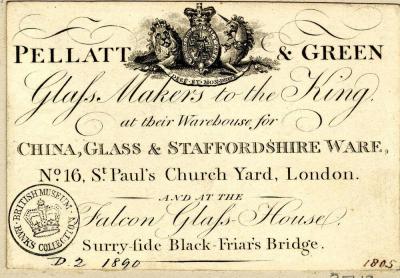 PELLATT & GREEN
DIEU ET MON DROIT
Glaſs Makers to the King,
at their Warehouse for
CHINA, GLASS & STAFFORDSHIRE WARE,
No. 16, St. Paul's Church Yard, London.
AND AT THE
Falcon Glaſs House,
Surry-ſide Black-Friar's Bridge.
BRITISH MUSEUM
BANKS COLLECTION
D.2 1890
1805